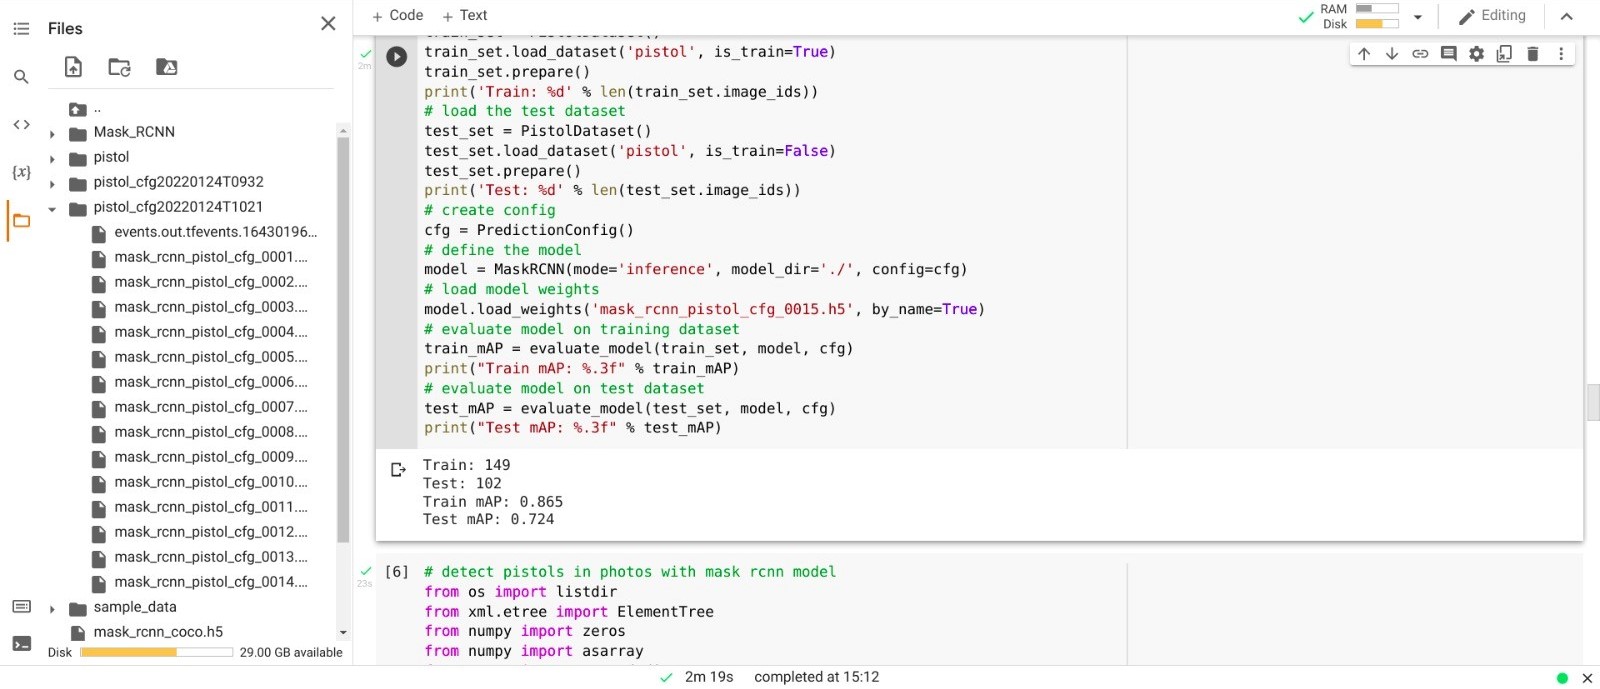 Files
..
Mask_RCNN
pistol
pistol_cfg20220124T0932
pistol_cfg20220124T1021
events.out.tfevents.16430196...
mask_rcnn_pistol_cfg_0001....
mask_rcnn_pistol_cfg_0002....
mask_rcnn_pistol_cfg_0003....
mask_rcnn_pistol_cfg_0004....
mask_rcnn_pistol_cfg_0005....
mask_rcnn_pistol_cfg_0006....
mask_rcnn_pistol_cfg_0007....
mask_rcnn_pistol_cfg_0008....
mask_rcnn_pistol_cfg_0009....
mask_rcnn_pistol_cfg_0010....
mask_rcnn_pistol_cfg_0011....
mask_rcnn_pistol_cfg_0012....
mask_rcnn_pistol_cfg_0013....
mask_rcnn_pistol_cfg_0014....
sample_data
mask_rcnn_coco.h5
Disk 29.00 GB available
+ Code + Text
RAM
Disk
Editing
2m
train_set.load_dataset('pistol', is_train=True)
train_set.prepare()
print('Train: %d' % len(train_set.image_ids))
# load the test dataset
test_set = PistolDataset()
test_set.load_dataset('pistol', is_train=False)
test_set.prepare()
print('Test: %d' % len(test_set.image_ids))
# create config
cfg = PredictionConfig()
# define the model
model = MaskRCNN(mode='inference', model_dir='./', config=cfg)
# load model weights
model.load_weights('mask_rcnn_pistol_cfg_0015.h5', by_name=True)
# evaluate model on training dataset
train_mAP = evaluate_model(train_set, model, cfg)
print("Train mAP: %.3f" % train_mAP)
# evaluate model on test dataset
test_mAP = evaluate_model(test_set, model, cfg)
print("Test mAP: %.3f" % test_mAP)
Train: 149
Test: 102
Train mAP: 0.865
Test mAP: 0.724
23s
[6] # detect pistols in photos with mask rcnn model
from os import listdir
from xml.etree import ElementTree
from numpy import zeros
from numpy import asarray
2m 19s completed at 15:12